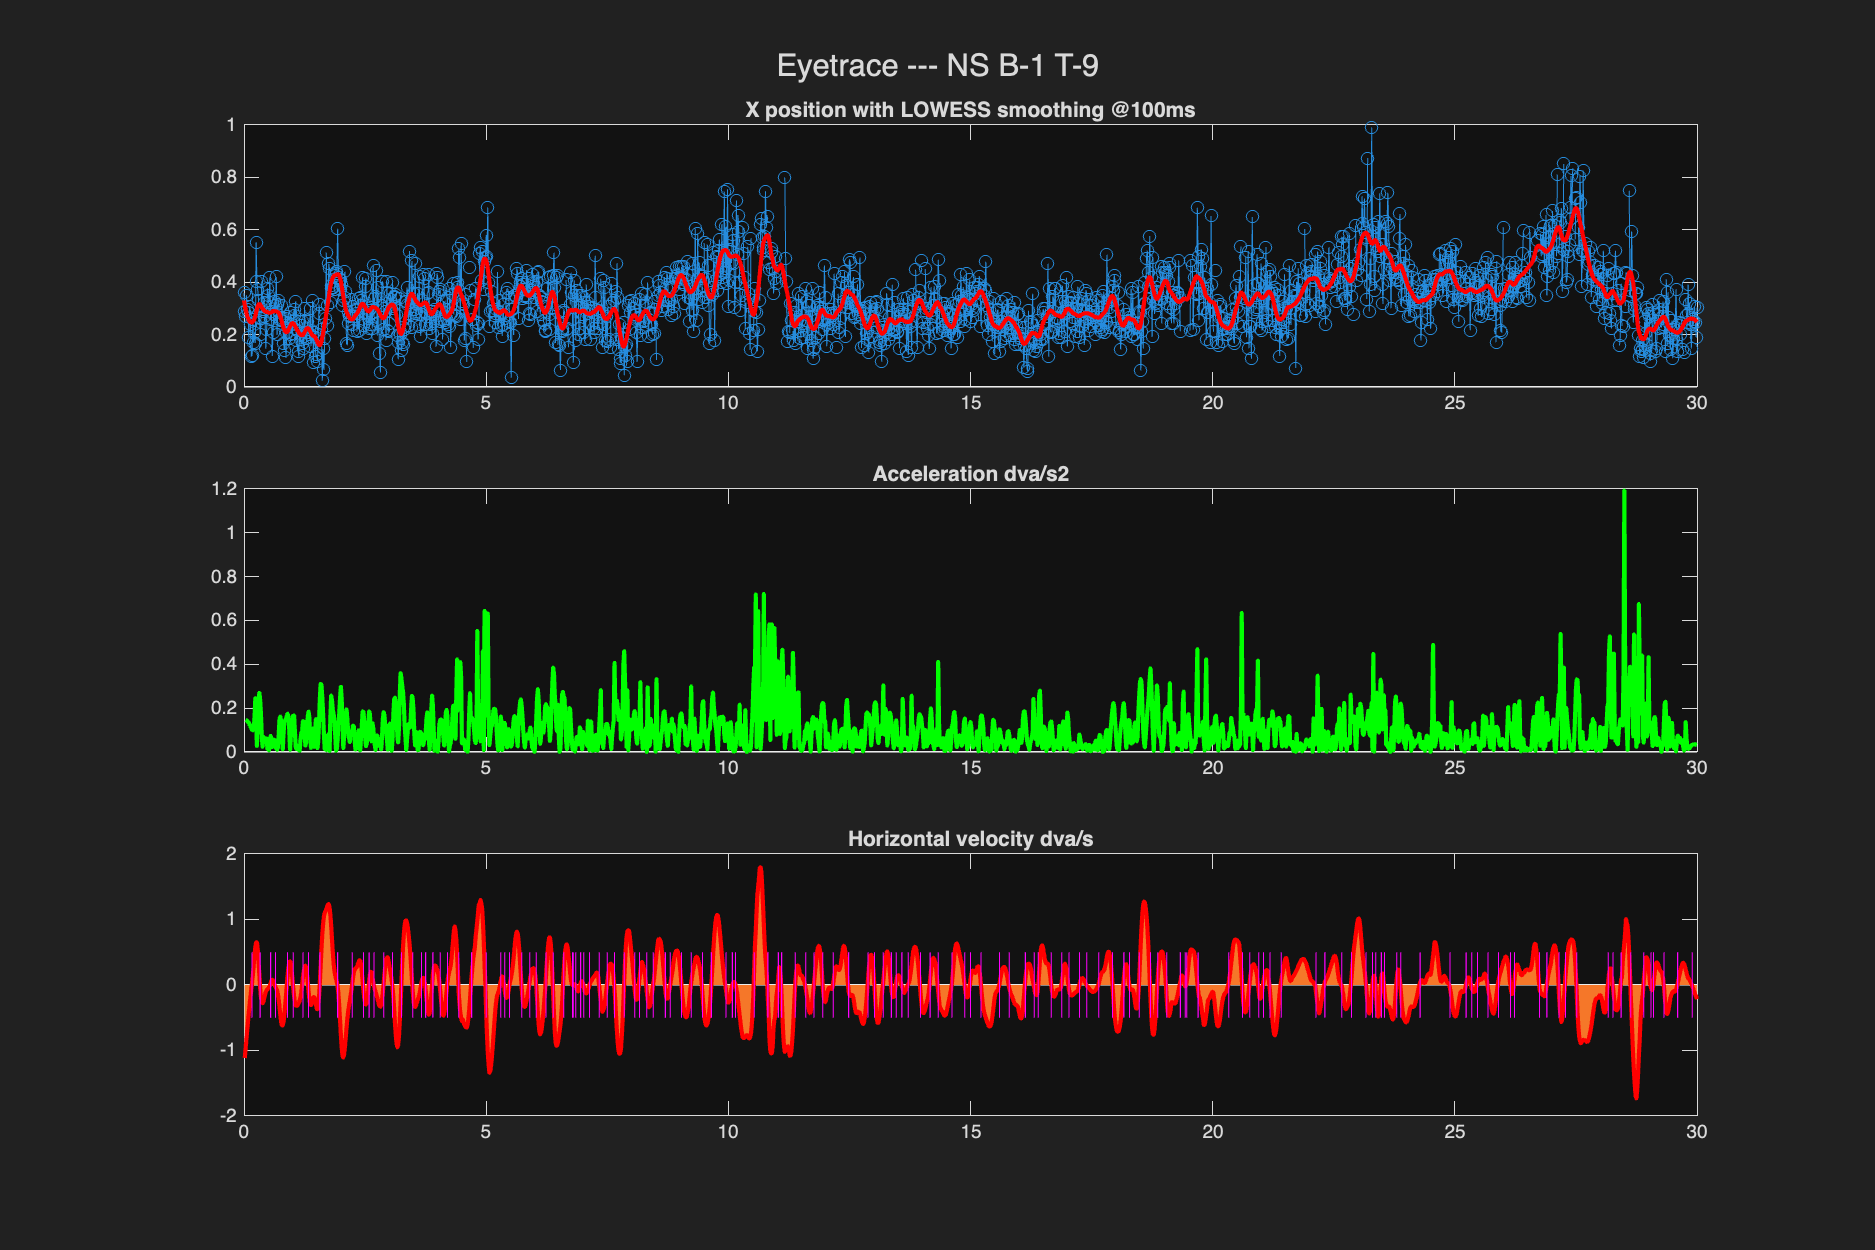 Eyetrace --- NS B-1 T-9
X position with LOWESS smoothing @100ms
1
0.8
0.6
0.4
0.2
0
0 5 10 15 20 25 30
Acceleration dva/s2
1.2
1
0.8
0.6
0.4
0.2
0
0 5 10 15 20 25 30
Horizontal velocity dva/s
2
1
0
-1
-2
0 5 10 15 20 25 30